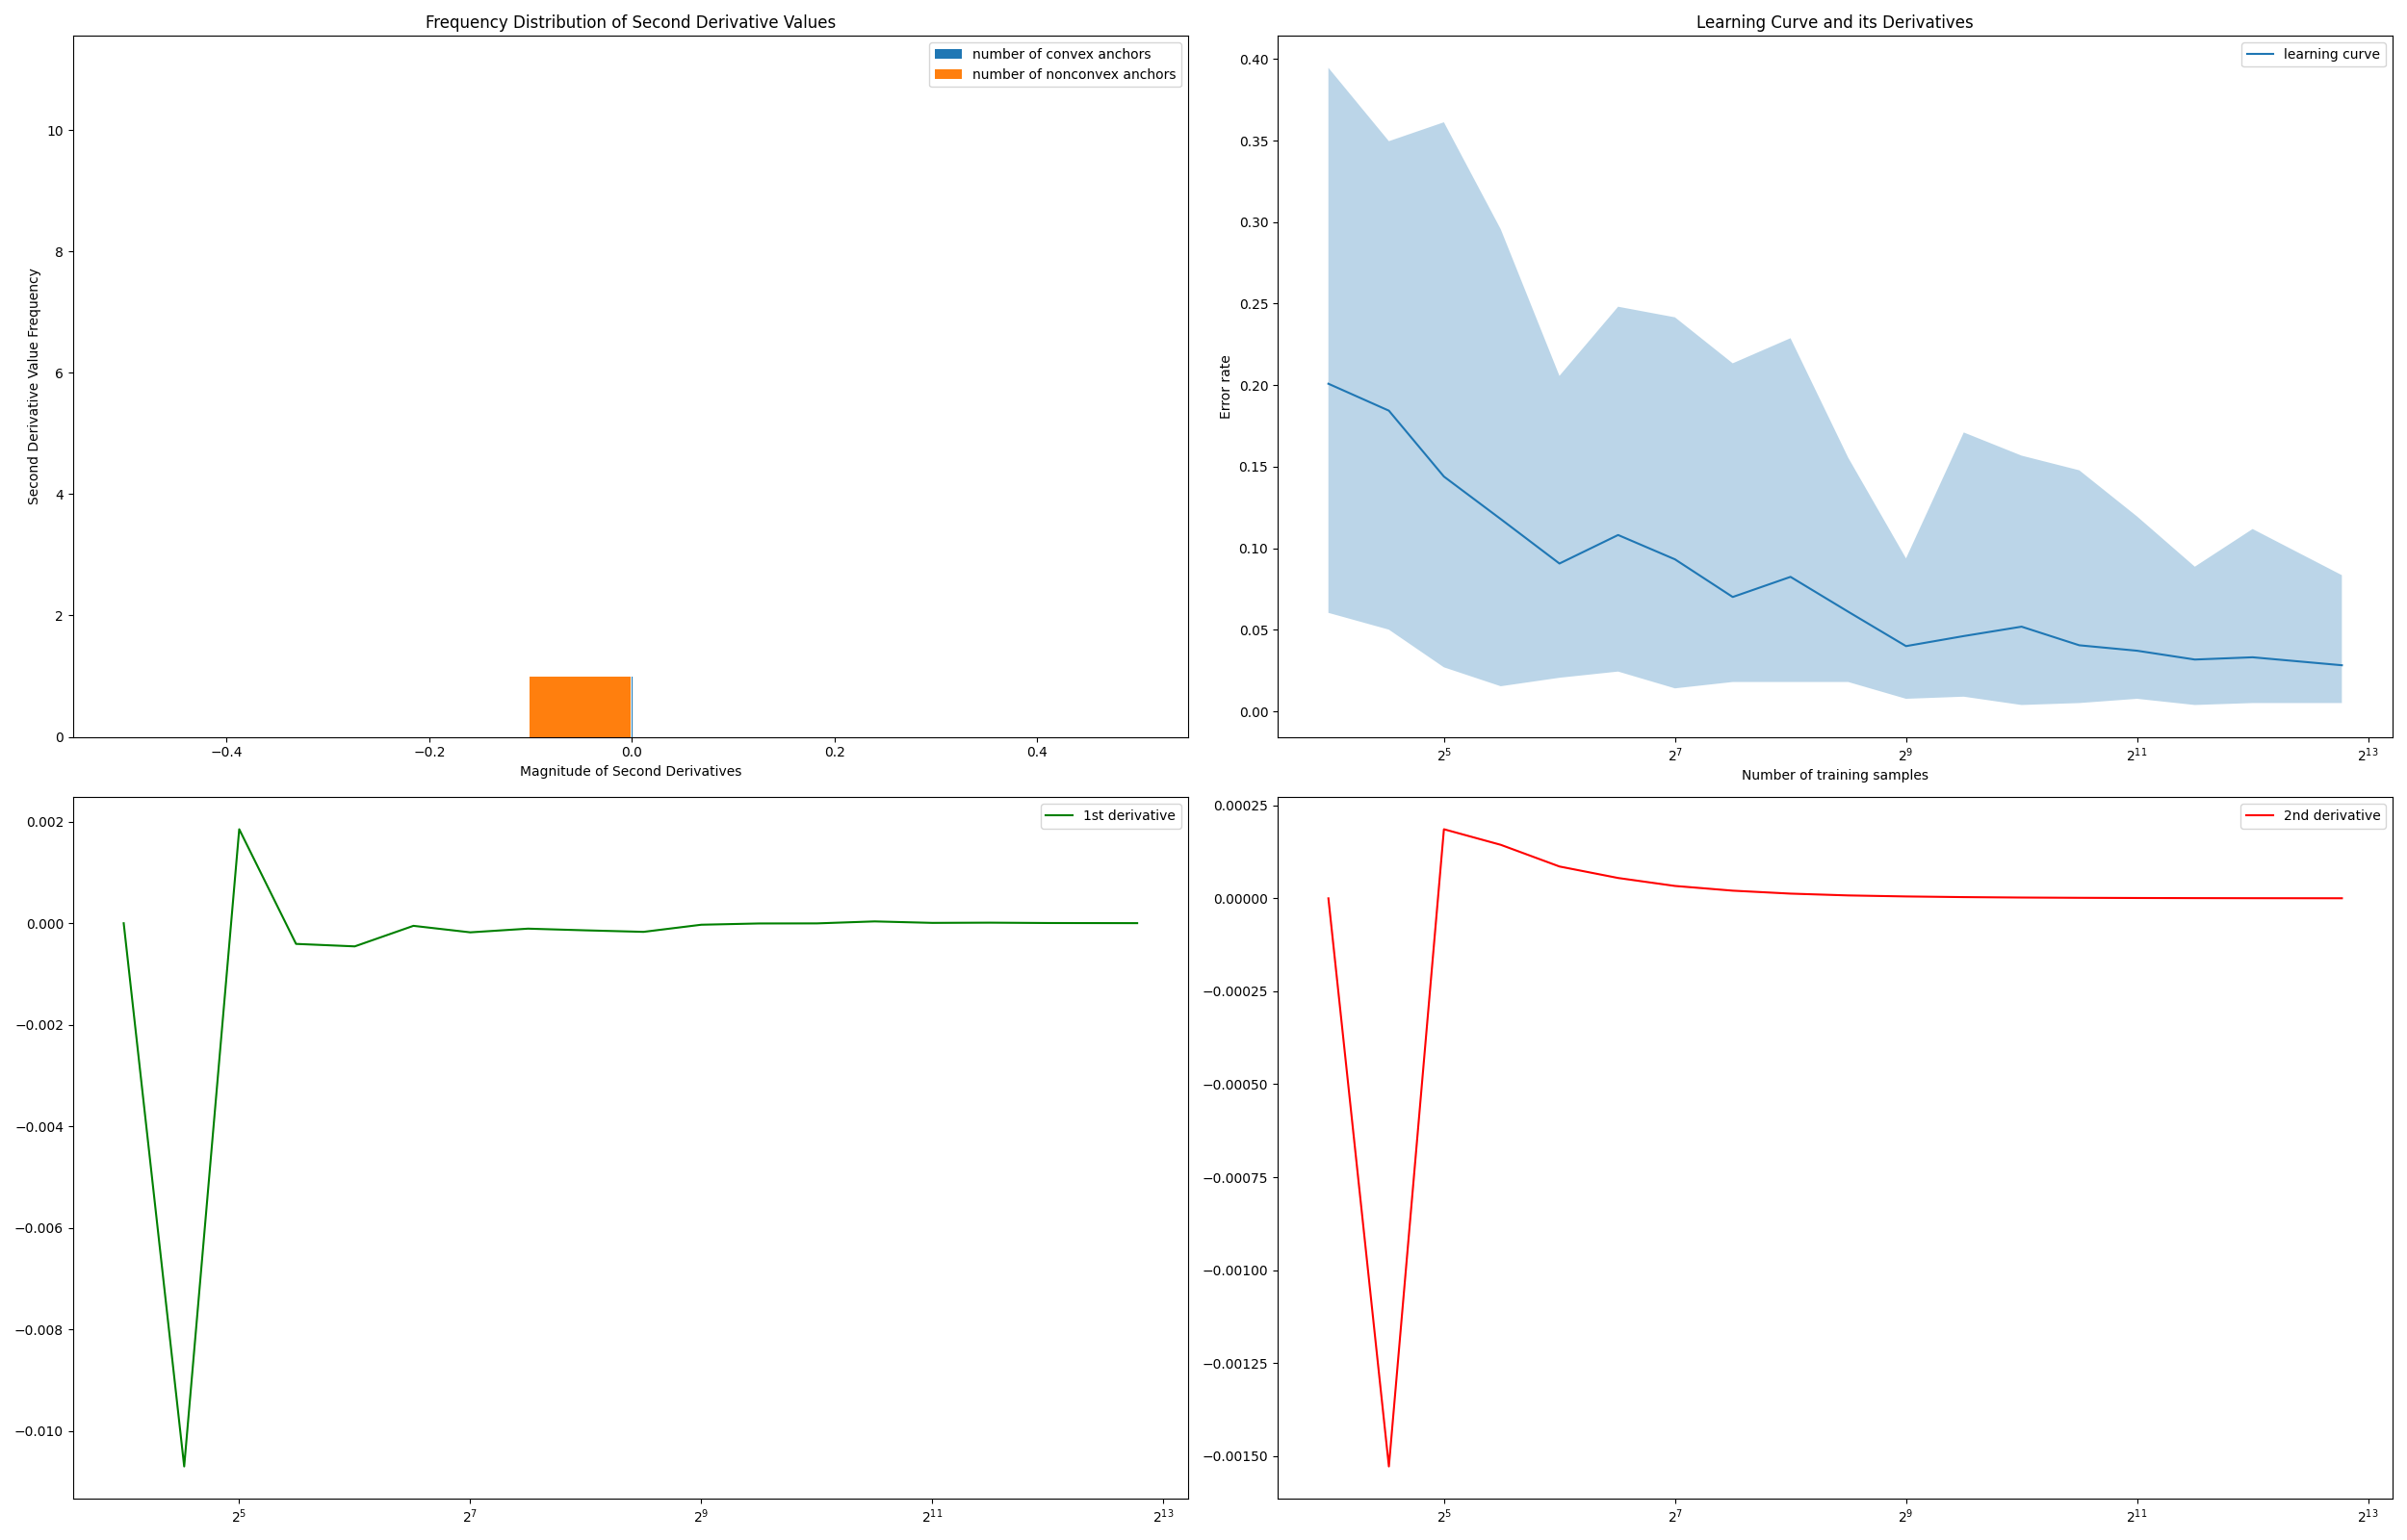 Frequency Distribution of Second Derivative Values
number of convex anchors
number of nonconvex anchors
10
8
6
4
2
0
Second Derivative Value Frequency
−0.4 −0.2 0.0 0.2 0.4
Magnitude of Second Derivatives
Learning Curve and its Derivatives
learning curve
0.40
0.35
0.30
0.25
0.20
0.15
0.10
0.05
0.00
Error rate
2^5 2^7 2^9 2^11 2^13
Number of training samples
1st derivative
0.002
0.000
−0.002
−0.004
−0.006
−0.008
−0.010
2^5 2^7 2^9 2^11 2^13
2nd derivative
0.00025
0.00000
−0.00025
−0.00050
−0.00075
−0.00100
−0.00125
−0.00150
2^5 2^7 2^9 2^11 2^13